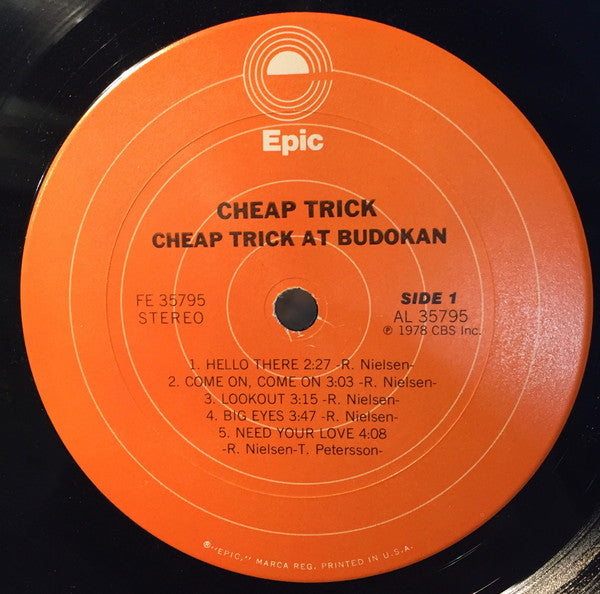 Epic
CHEAP TRICK
CHEAP TRICK AT BUDOKAN
FE 35795
STEREO
SIDE 1
AL 35795
℗ 1978 CBS Inc.
1. HELLO THERE 2:27 -R. Nielsen-
2. COME ON, COME ON 3:03 -R. Nielsen-
3. LOOKOUT 3:15 -R. Nielsen-
4. BIG EYES 3:47 -R. Nielsen-
5. NEED YOUR LOVE 4:08
-R. Nielsen-T. Petersson-
®"EPIC," MARCA REG. PRINTED IN U.S.A.